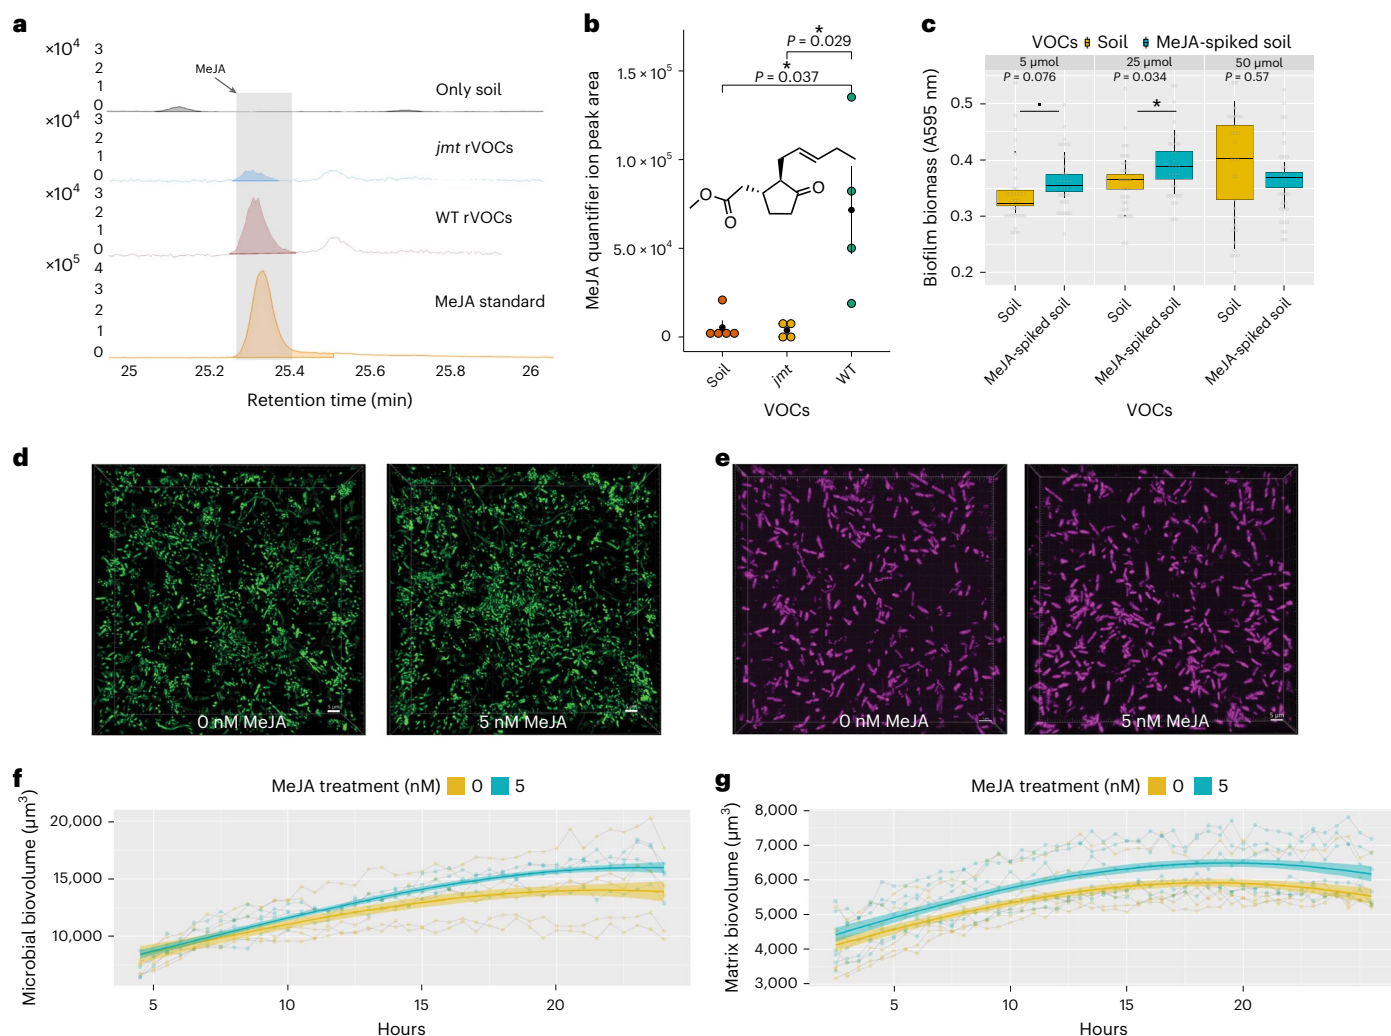 a
×10⁴ 3
2
1
0
MeJA
Only soil
×10⁴ 3
2
1
0
jmt rVOCs
×10⁴ 3
2
1
0
WT rVOCs
×10⁵ 4
3
2
1
0
MeJA standard
25 25.2 25.4 25.6 25.8 26
Retention time (min)
b
MeJA quantifier ion peak area
*
P = 0.029
*
P = 0.037
1.5 × 10⁵
1.0 × 10⁵
5.0 × 10⁴
0
O
O
O
Soil jmt WT
VOCs
c
VOCs Soil MeJA-spiked soil
5 µmol 25 µmol 50 µmol
P = 0.076 P = 0.034 P = 0.57
*
Biofilm biomass (A595 nm)
0.5
0.4
0.3
0.2
Soil MeJA-spiked soil Soil MeJA-spiked soil Soil MeJA-spiked soil
VOCs
d
0 nM MeJA
5 nM MeJA
e
0 nM MeJA
5 nM MeJA
5 µm
f
MeJA treatment (nM) 0 5
Microbial biovolume (µm³)
20,000
15,000
10,000
5 10 15 20
Hours
g
MeJA treatment (nM) 0 5
Matrix biovolume (µm³)
8,000
7,000
6,000
5,000
4,000
3,000
5 10 15 20
Hours